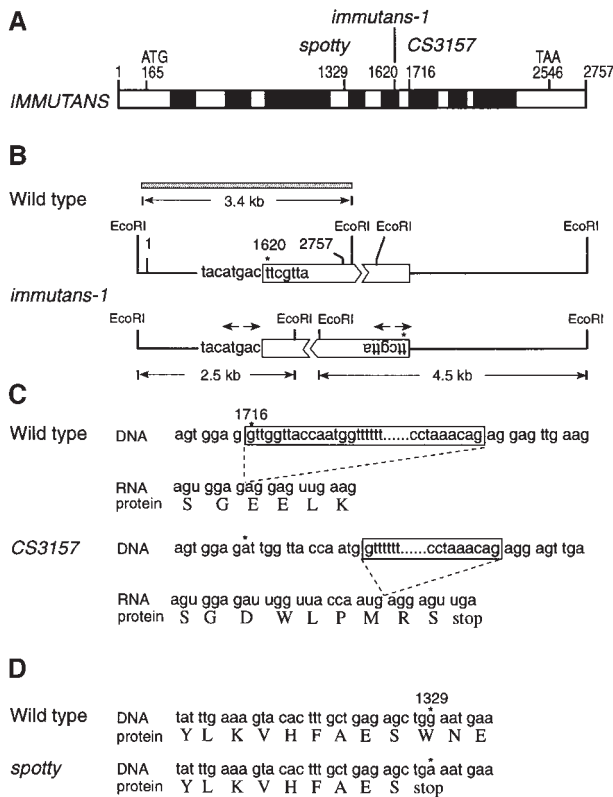 A
immutans-1
spotty CS3157
ATG TAA
1 165 1329 1620 1716 2546 2757
IMMUTANS
B
Wild type
3.4 kb
EcoRI EcoRI EcoRI EcoRI
1 1620 2757
*
tacatgac ttcgtta
immutans-1
EcoRI EcoRI EcoRI EcoRI
*
tacatgac ttcgtta
2.5 kb 4.5 kb
C
1716
*
Wild type DNA agt gga g gttggttaccaatggtttttt......cctaaacag ag gag ttg aag
RNA agu gga gag gag uug aag
protein S G E E L K
*
CS3157 DNA agt gga gat tgg tta cca atg gttttttt......cctaaacag agg agt tga
RNA agu gga gau ugg uua cca aug agg agu uga
protein S G D W L P M R S stop
D
1329
*
Wild type DNA tat ttg aaa gta cac ttt gct gag agc tgg aat gaa
protein Y L K V H F A E S W N E
*
spotty DNA tat ttg aaa gta cac ttt gct gag agc tga aat gaa
protein Y L K V H F A E S stop